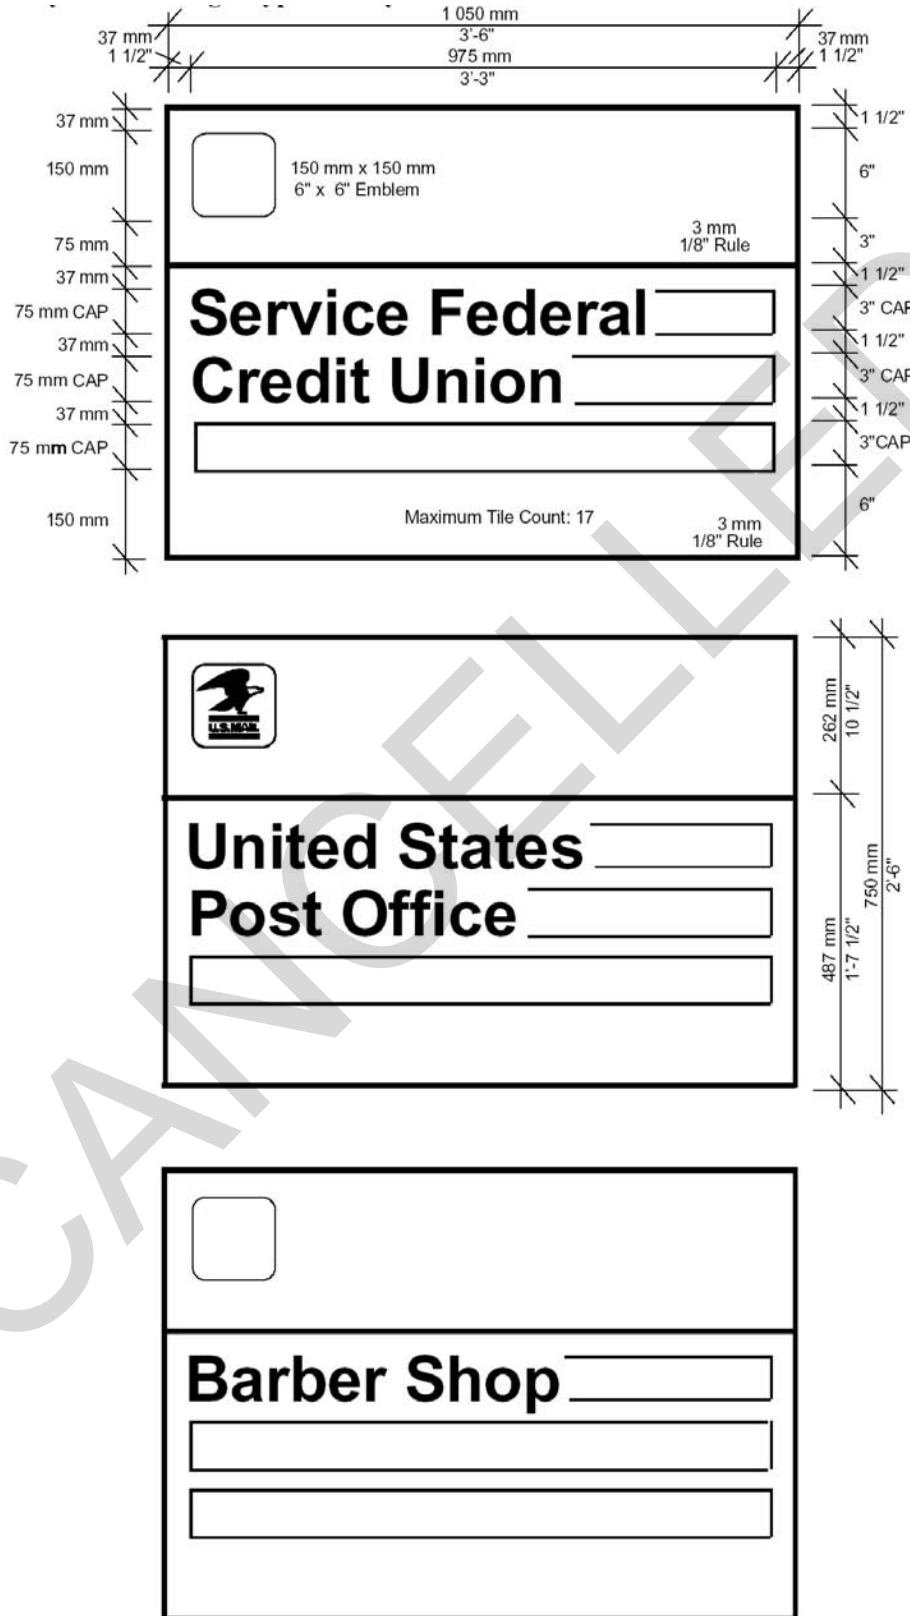 1 050 mm
3'-6"
37 mm
1 1/2"
975 mm
3'-3"
37 mm
1 1/2"
37 mm
1 1/2"
150 mm
150 mm x 150 mm
6" x 6" Emblem
6"
75 mm
3 mm
1/8" Rule
3"
37 mm
1 1/2"
75 mm CAP
Service Federal
3" CAP
37 mm
1 1/2"
75 mm CAP
Credit Union
3" CAP
37 mm
1 1/2"
75 mm CAP
3"CAP
150 mm
Maximum Tile Count: 17
3 mm
1/8" Rule
6"
U.S.MAIL
262 mm
10 1/2"
United States
Post Office
750 mm
2'-6"
487 mm
1'-7 1/2"
Barber Shop
CANCELLED